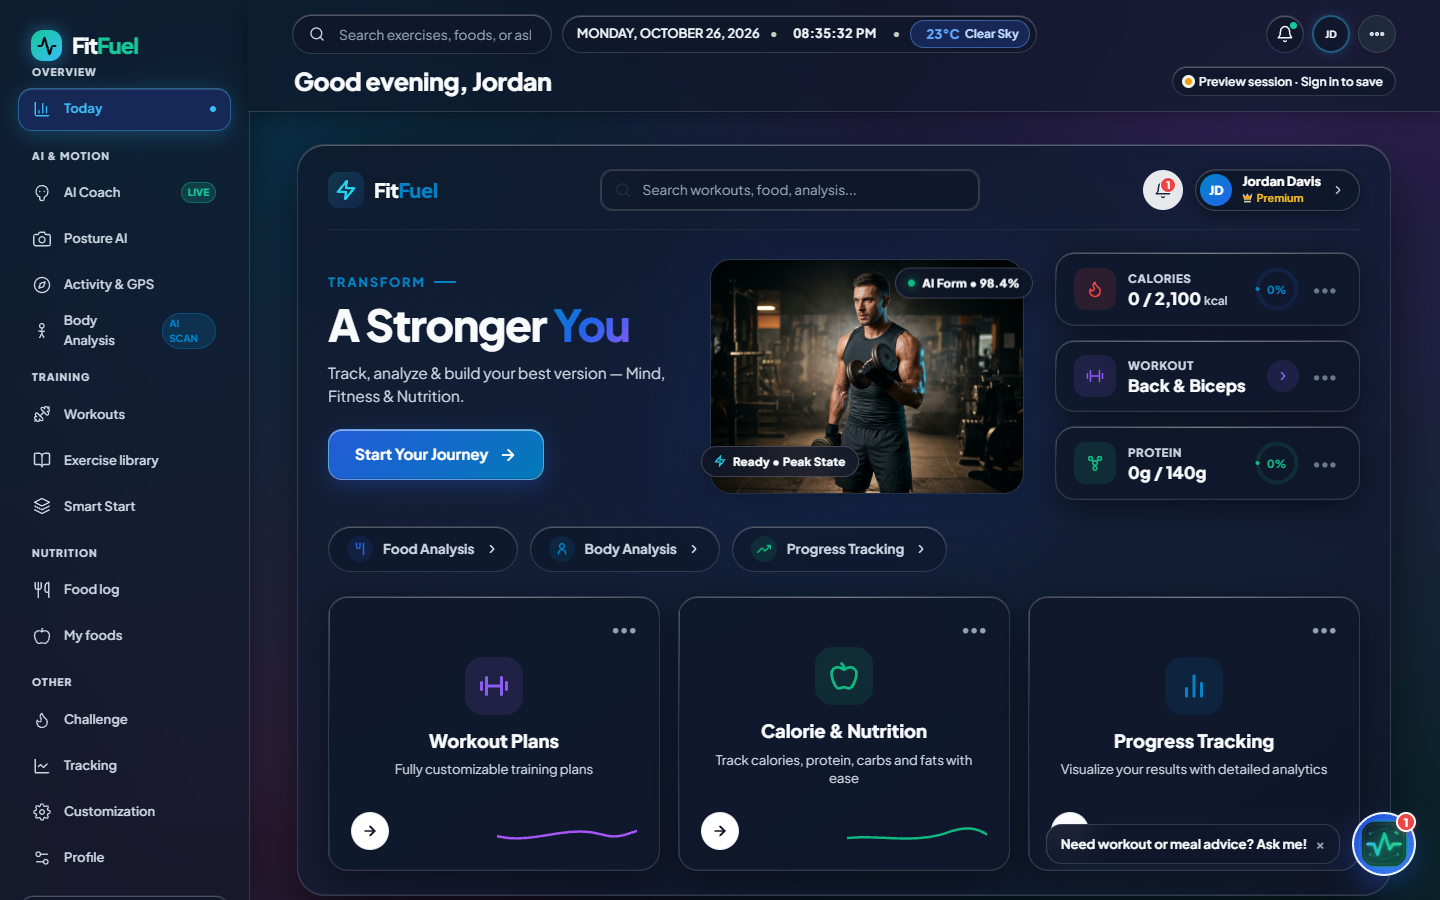 FitFuel
OVERVIEW
Today
AI & MOTION
AI Coach
LIVE
Posture AI
Activity & GPS
Body
Analysis
AI
SCAN
TRAINING
Workouts
Exercise library
Smart Start
NUTRITION
Food log
My foods
OTHER
Challenge
Tracking
Customization
Profile
Search exercises, foods, or asl
MONDAY, OCTOBER 26, 2026 • 08:35:32 PM • 23°C Clear Sky
JD
Good evening, Jordan
Preview session · Sign in to save
FitFuel
Search workouts, food, analysis...
1
JD
Jordan Davis
Premium
TRANSFORM
A Stronger You
Track, analyze & build your best version — Mind,
Fitness & Nutrition.
Start Your Journey
AI Form • 98.4%
Ready • Peak State
CALORIES
0 / 2,100 kcal
0%
WORKOUT
Back & Biceps
PROTEIN
0g / 140g
0%
Food Analysis
Body Analysis
Progress Tracking
Workout Plans
Fully customizable training plans
Calorie & Nutrition
Track calories, protein, carbs and fats with
ease
Progress Tracking
Visualize your results with detailed analytics
Need workout or meal advice? Ask me! ×
1